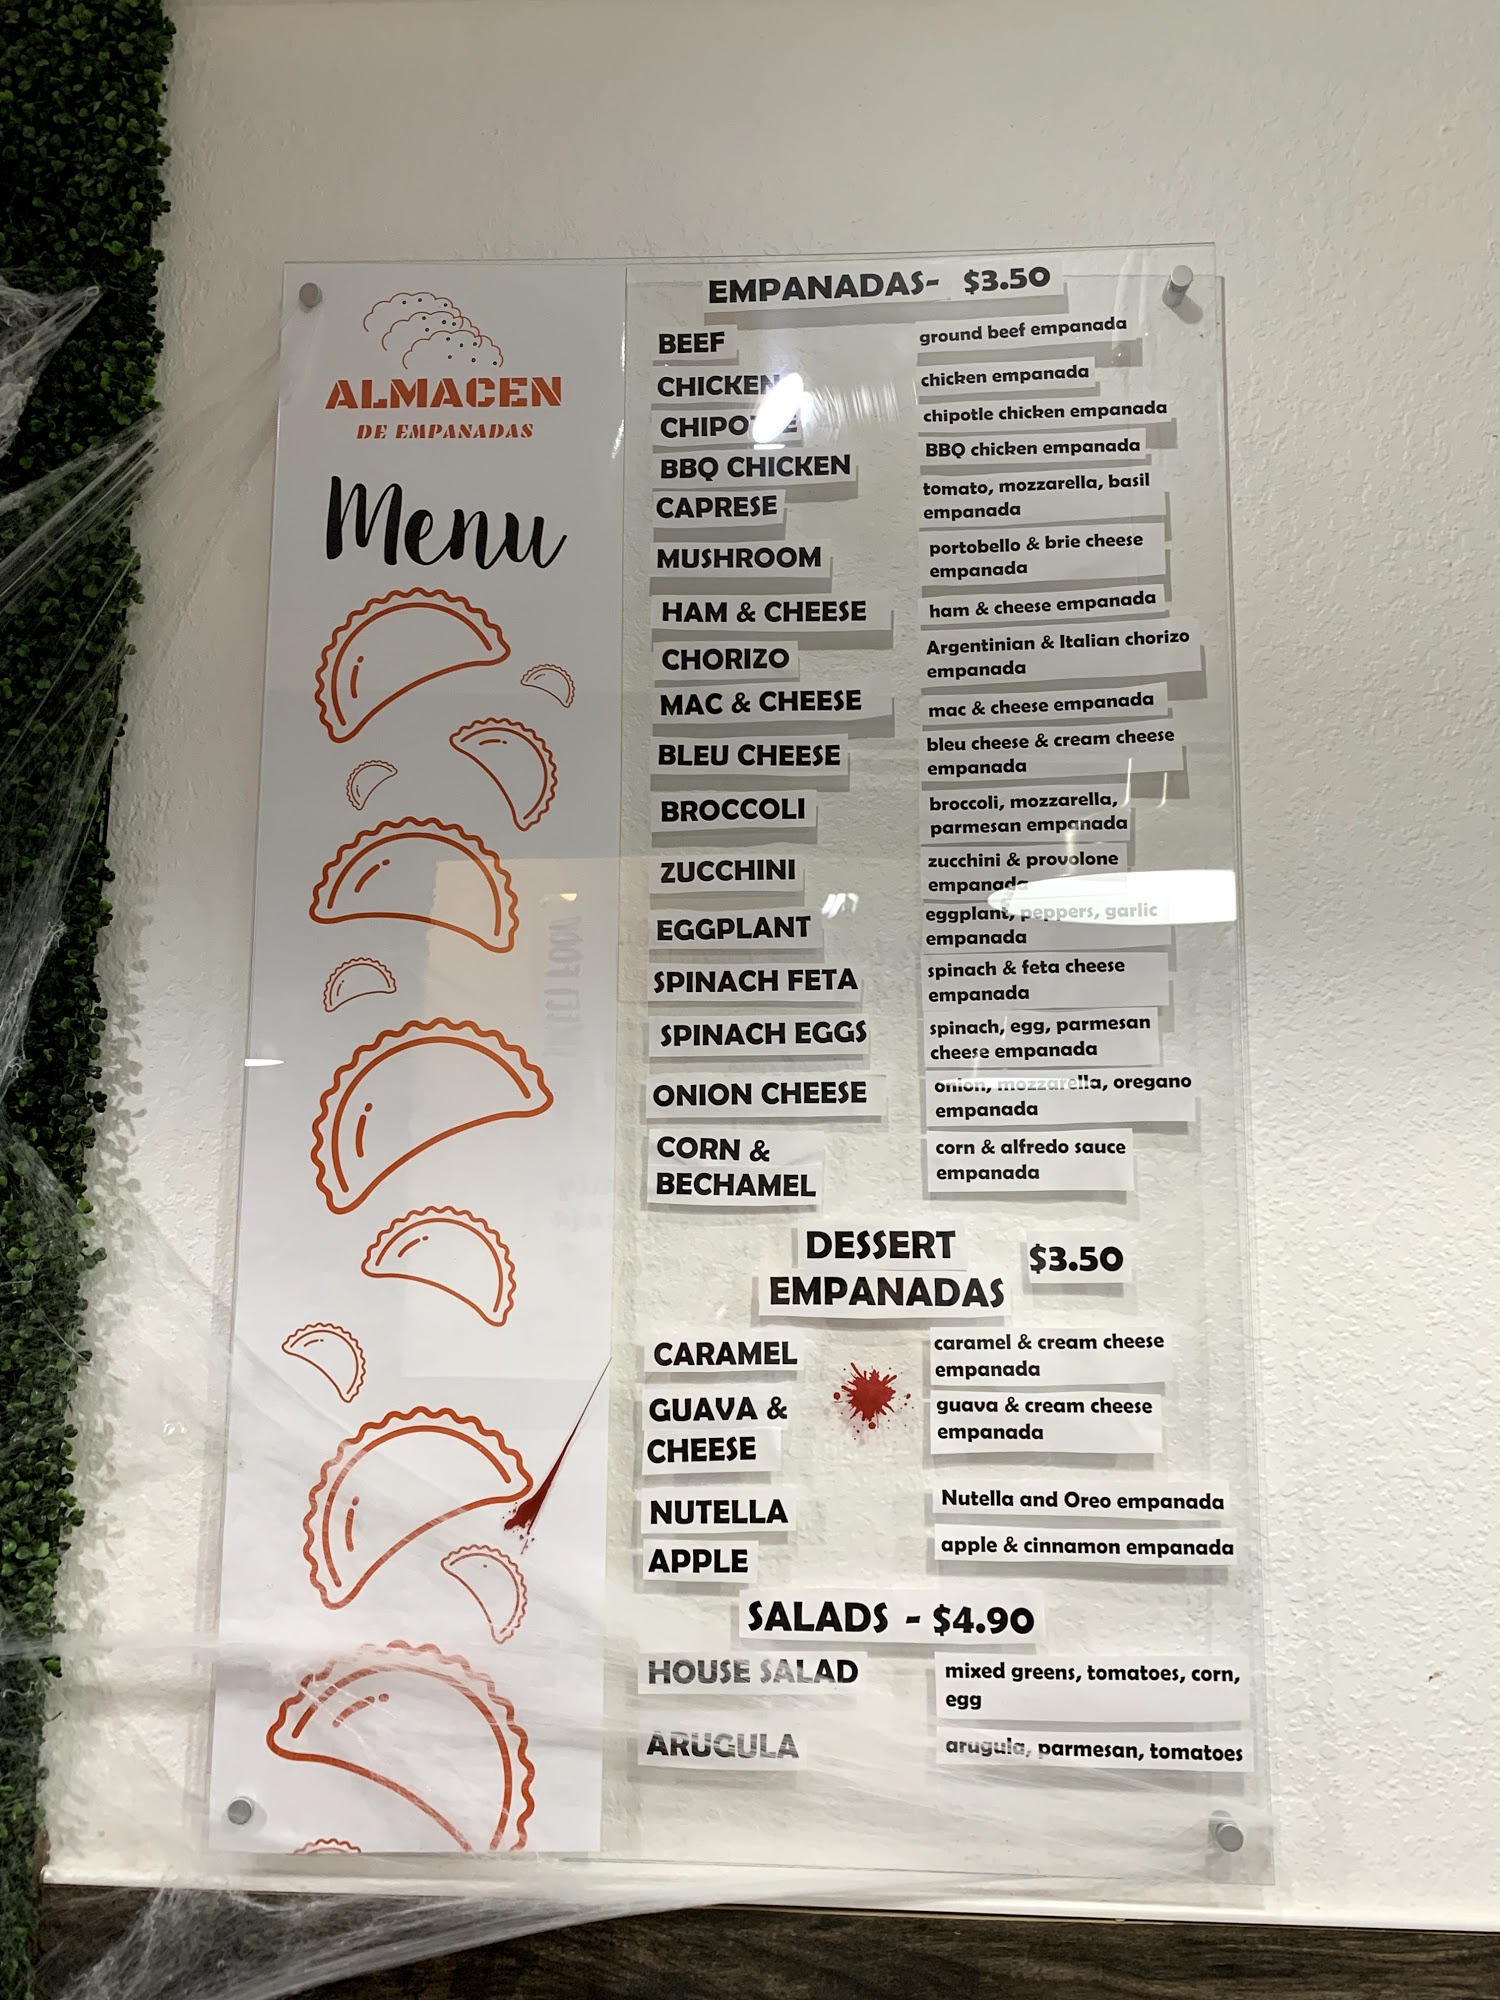 ALMACEN
DE EMPANADAS
Menu
EMPANADAS- $3.50
BEEF ground beef empanada
CHICKEN chicken empanada
CHIPOTLE chipotle chicken empanada
BBQ CHICKEN BBQ chicken empanada
CAPRESE tomato, mozzarella, basil
empanada
MUSHROOM portobello & brie cheese
empanada
HAM & CHEESE ham & cheese empanada
CHORIZO Argentinian & Italian chorizo
empanada
MAC & CHEESE mac & cheese empanada
BLEU CHEESE bleu cheese & cream cheese
empanada
BROCCOLI broccoli, mozzarella,
parmesan empanada
ZUCCHINI zucchini & provolone
empanada
EGGPLANT eggplant, peppers, garlic
empanada
SPINACH FETA spinach & feta cheese
empanada
SPINACH EGGS spinach, egg, parmesan
cheese empanada
ONION CHEESE onion, mozzarella, oregano
empanada
CORN & corn & alfredo sauce
BECHAMEL empanada
DESSERT
EMPANADAS $3.50
CARAMEL caramel & cream cheese
empanada
GUAVA & guava & cream cheese
CHEESE empanada
NUTELLA Nutella and Oreo empanada
APPLE apple & cinnamon empanada
SALADS - $4.90
HOUSE SALAD mixed greens, tomatoes, corn,
egg
ARUGULA arugula, parmesan, tomatoes